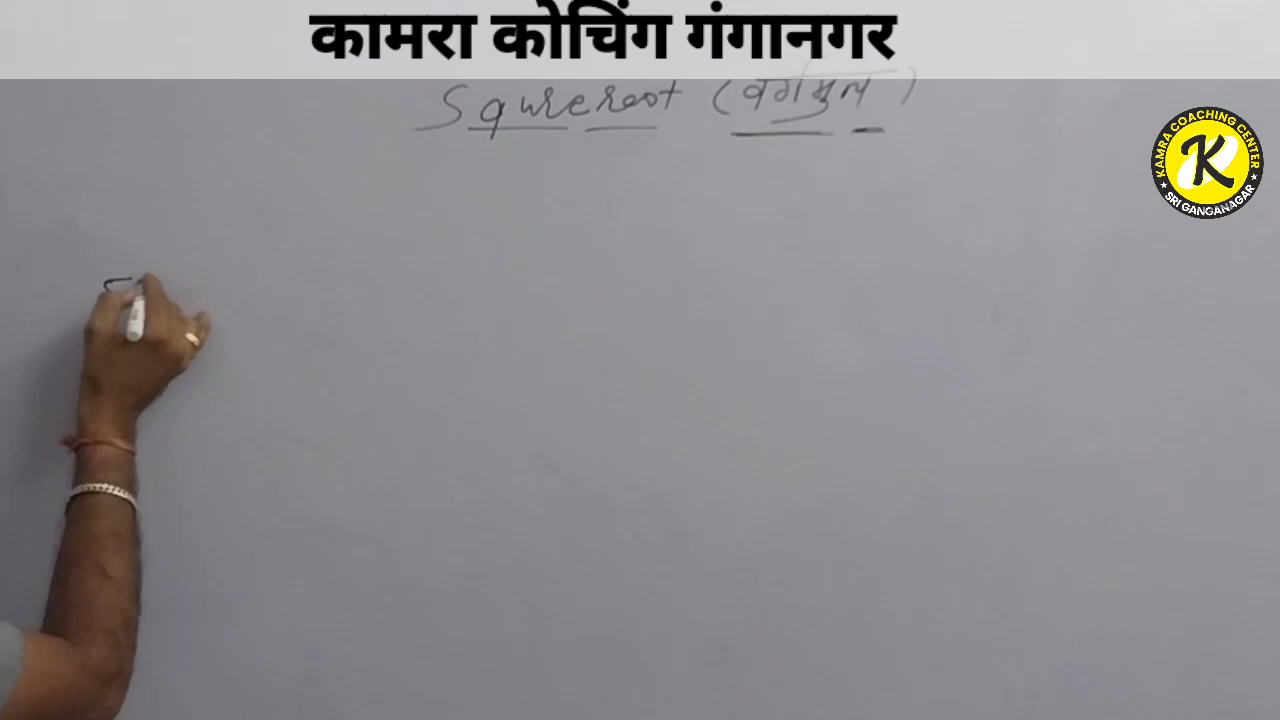 कामरा कोचिंग गंगानगर
Squreroot (वर्गमुल)
KAMRA COACHING CENTER
K
★ SRI GANGANAGAR ★